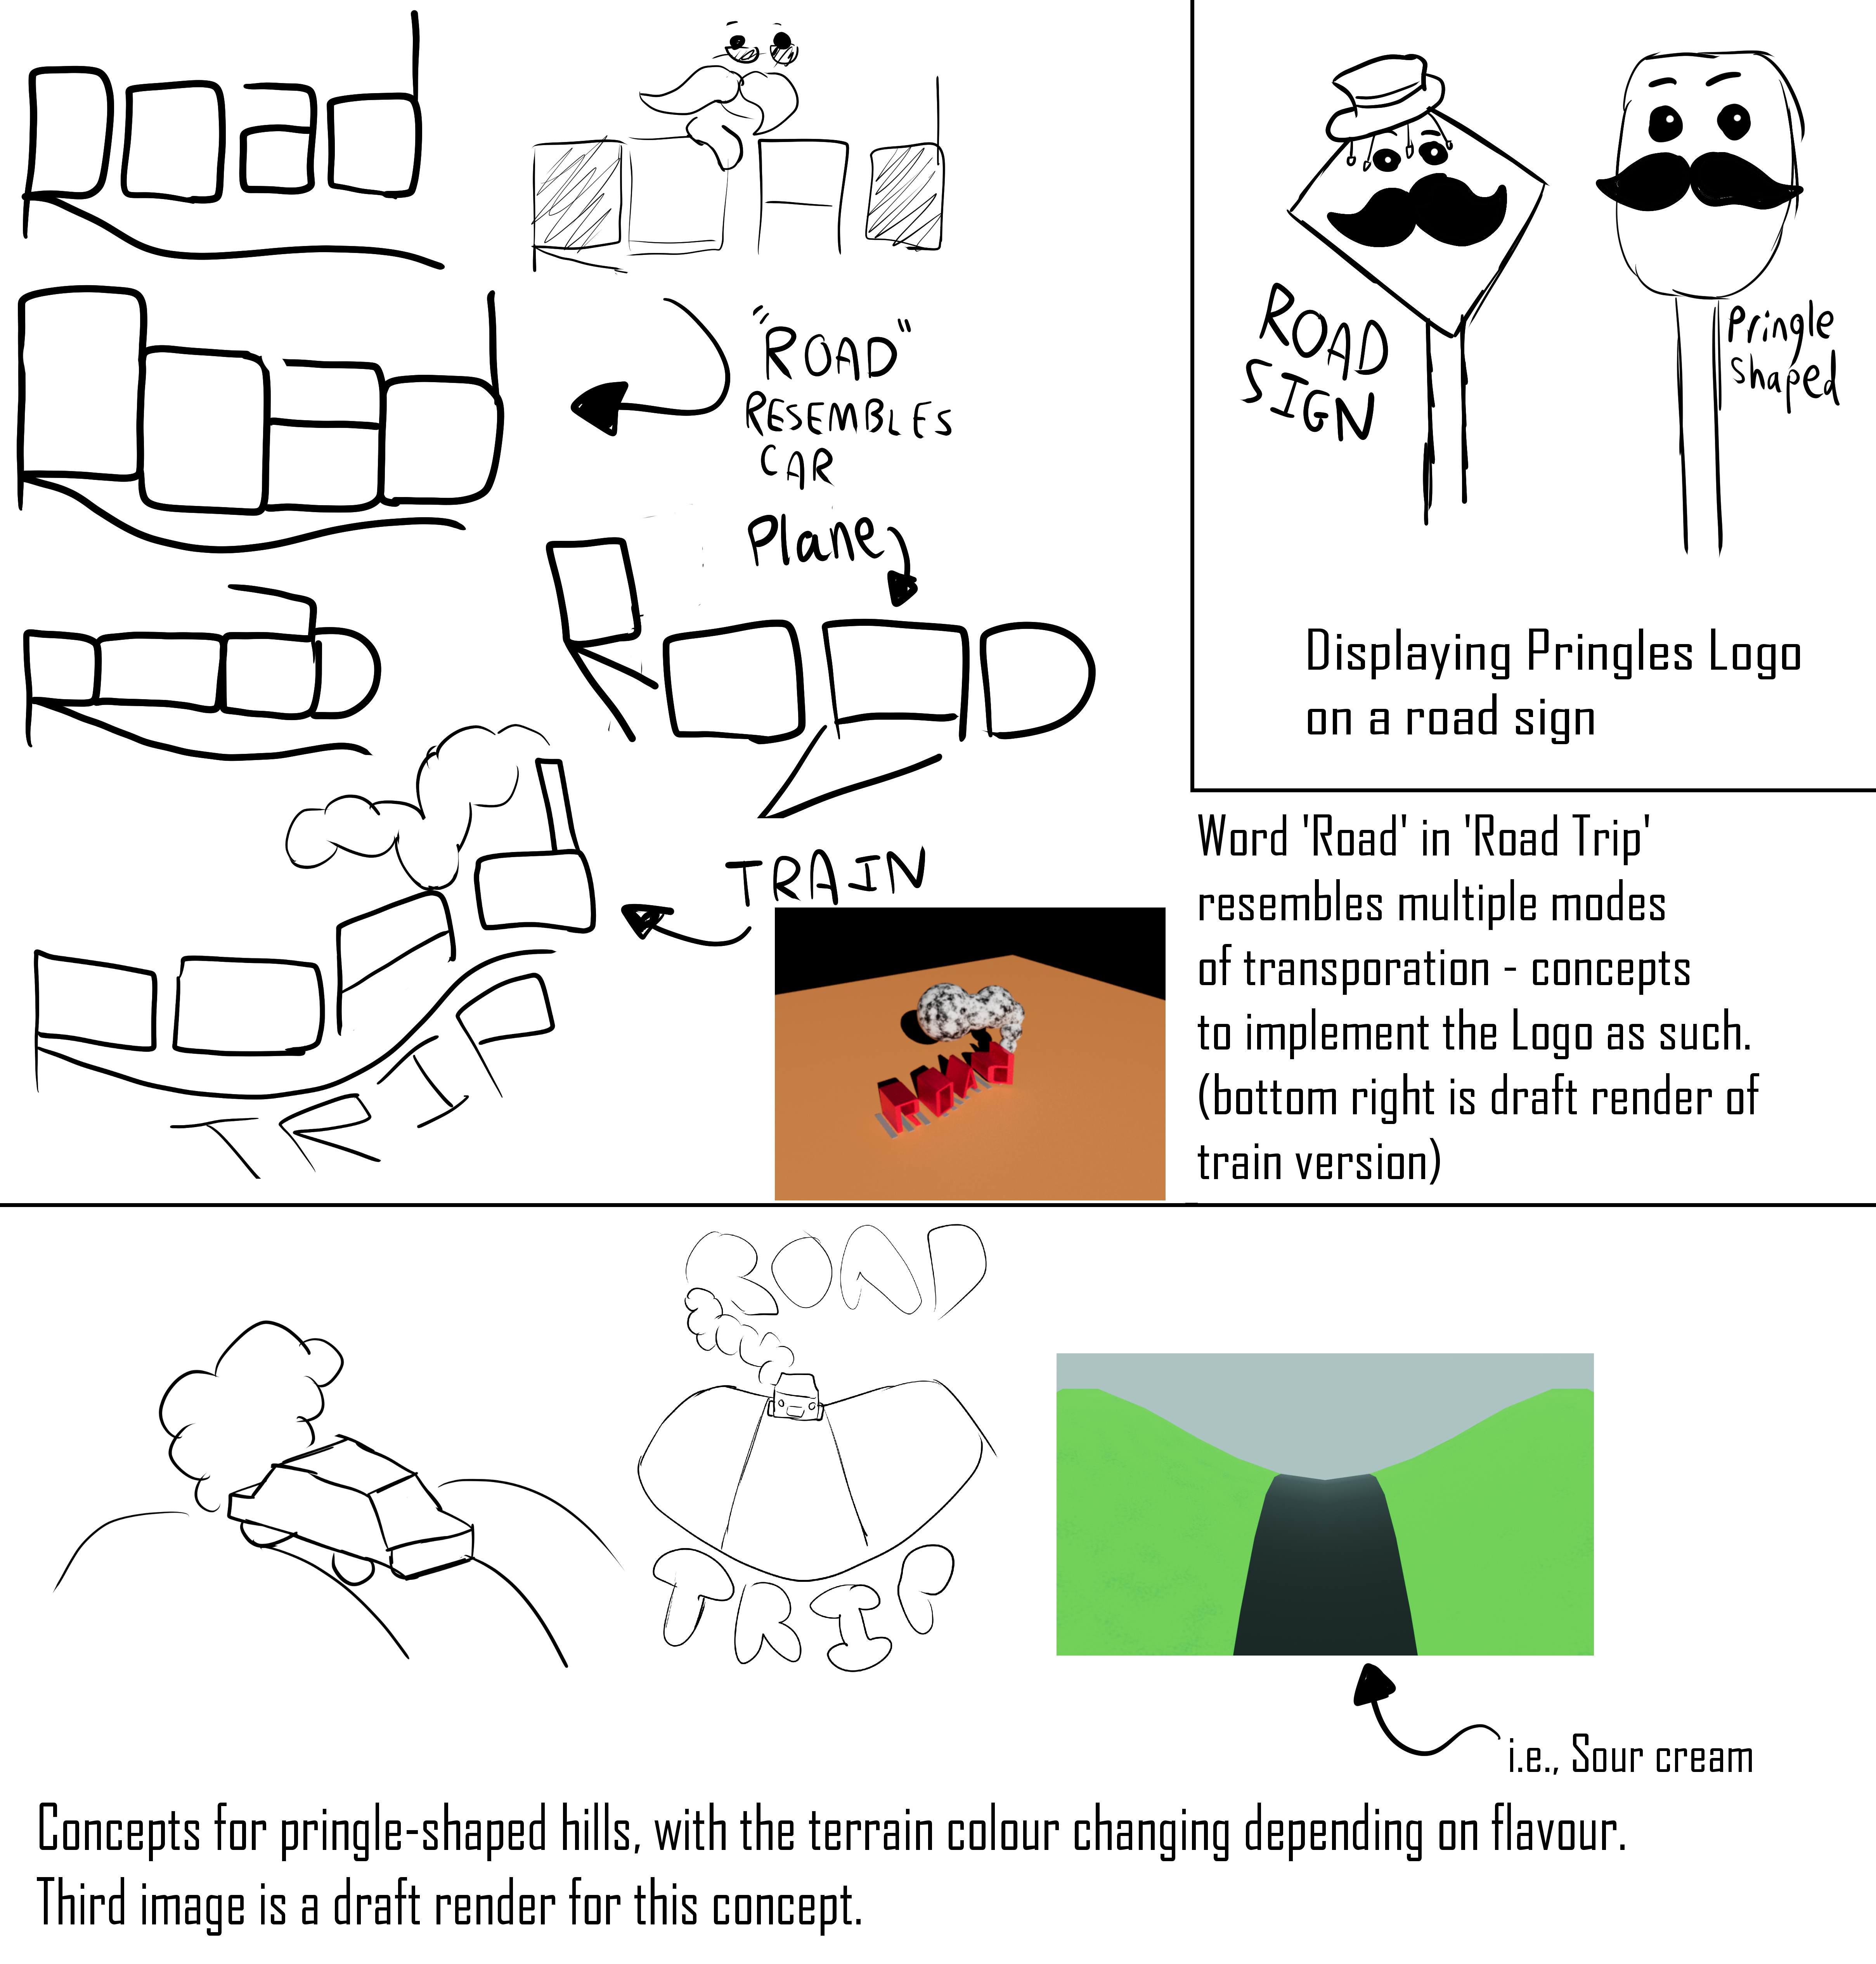 Road
ROAD
"ROAD"
RESEMBLES
CAR
Plane
ROAD
TRAIN
ROAD
TRIP
ROAD
ROAD
SIGN
Pringle
shaped
Displaying Pringles Logo
on a road sign
Word 'Road' in 'Road Trip'
resembles multiple modes
of transporation - concepts
to implement the Logo as such.
(bottom right is draft render of
train version)
ROAD
TRIP
i.e., Sour cream
Concepts for pringle-shaped hills, with the terrain colour changing depending on flavour.
Third image is a draft render for this concept.